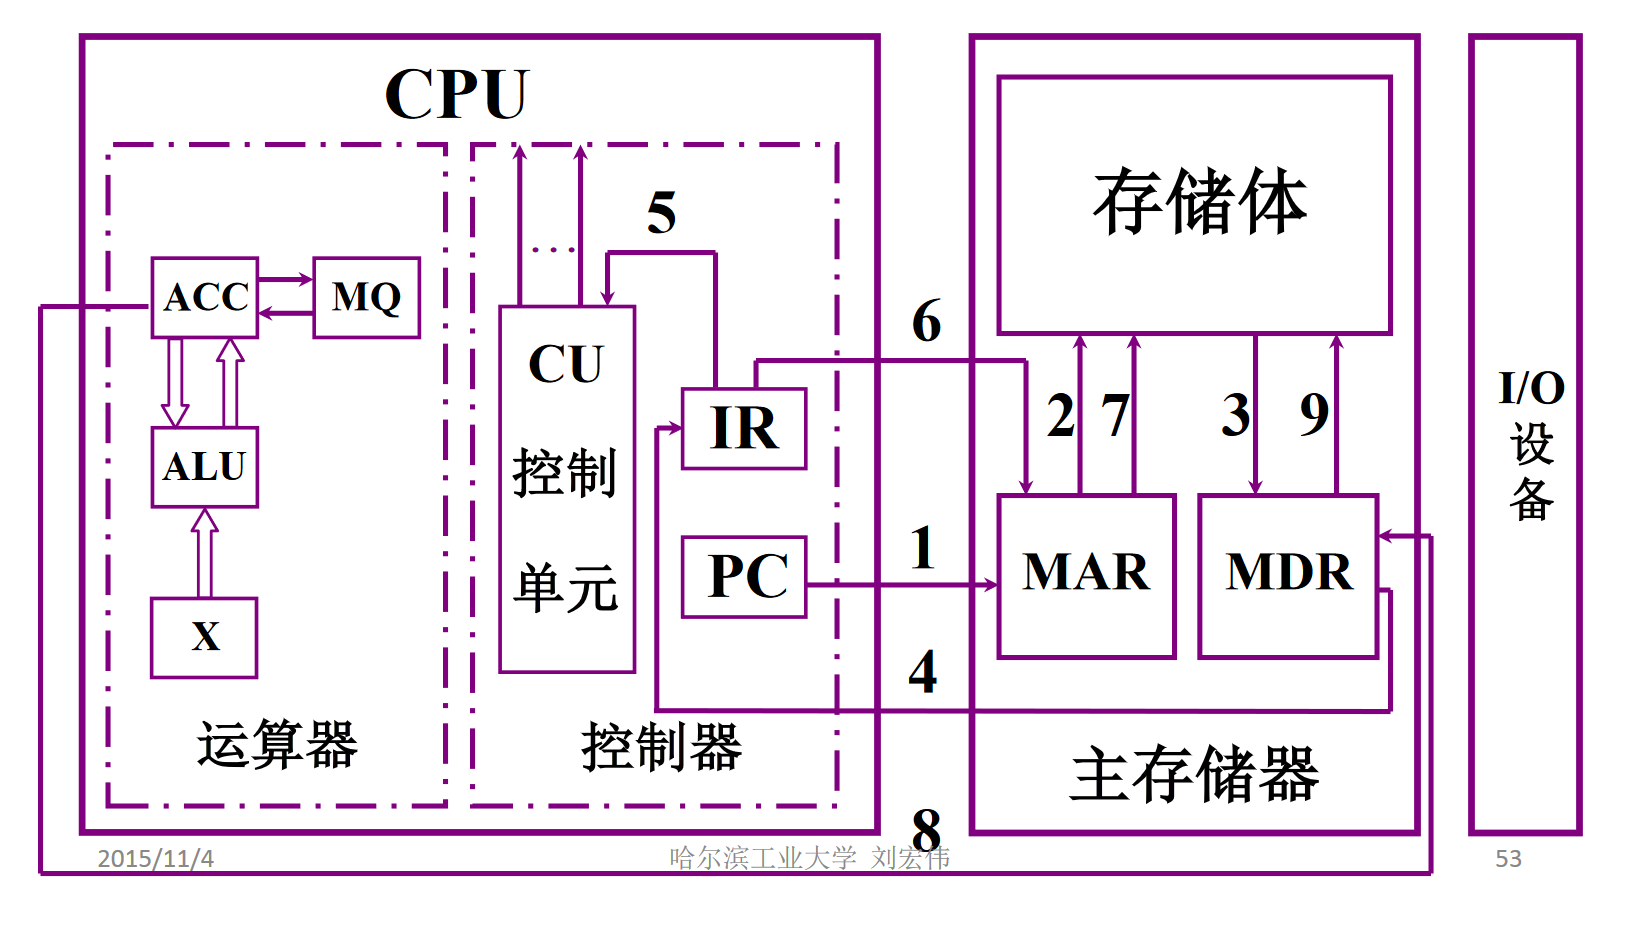 CPU
存储体
5
...
ACC
MQ
6
CU
控制
单元
IR
2
7
3
9
I/O
设
备
ALU
PC
1
MAR
MDR
X
4
运算器
控制器
主存储器
8
2015/11/4
哈尔滨工业大学 刘宏伟
53